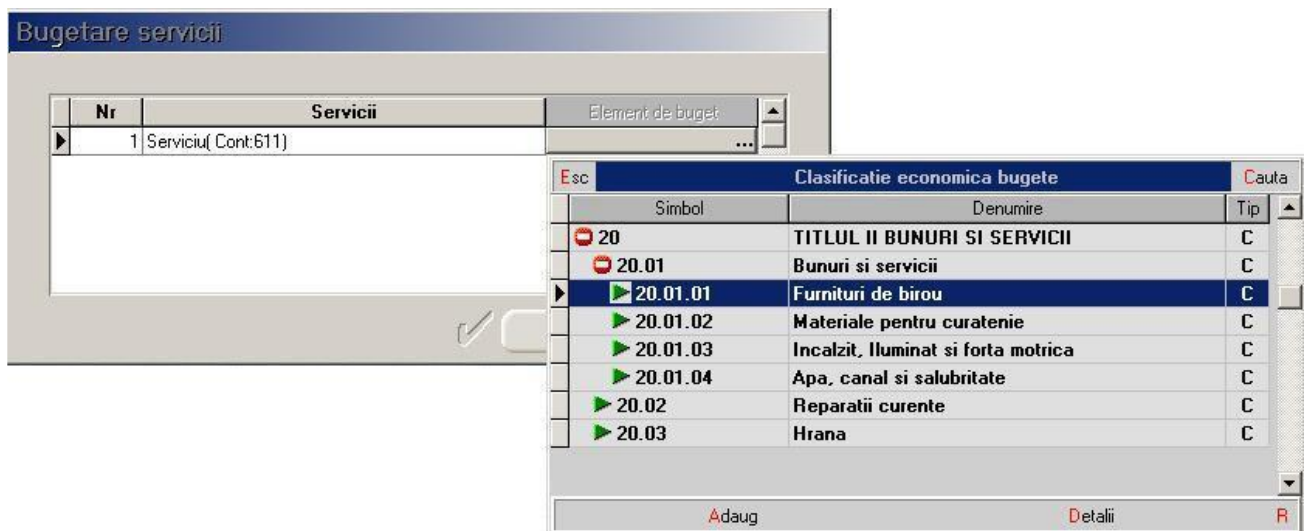 Bugetare servicii
Nr Servicii Element de buget
1 Serviciu( Cont:611) ...
Esc Clasificatie economica bugete Cauta
Simbol Denumire Tip
20 TITLUL II BUNURI SI SERVICII C
20.01 Bunuri si servicii C
20.01.01 Furnituri de birou C
20.01.02 Materiale pentru curatenie C
20.01.03 Incalzit, Iluminat si forta motrica C
20.01.04 Apa, canal si salubritate C
20.02 Reparatii curente C
20.03 Hrana C
Adaug Detalii R